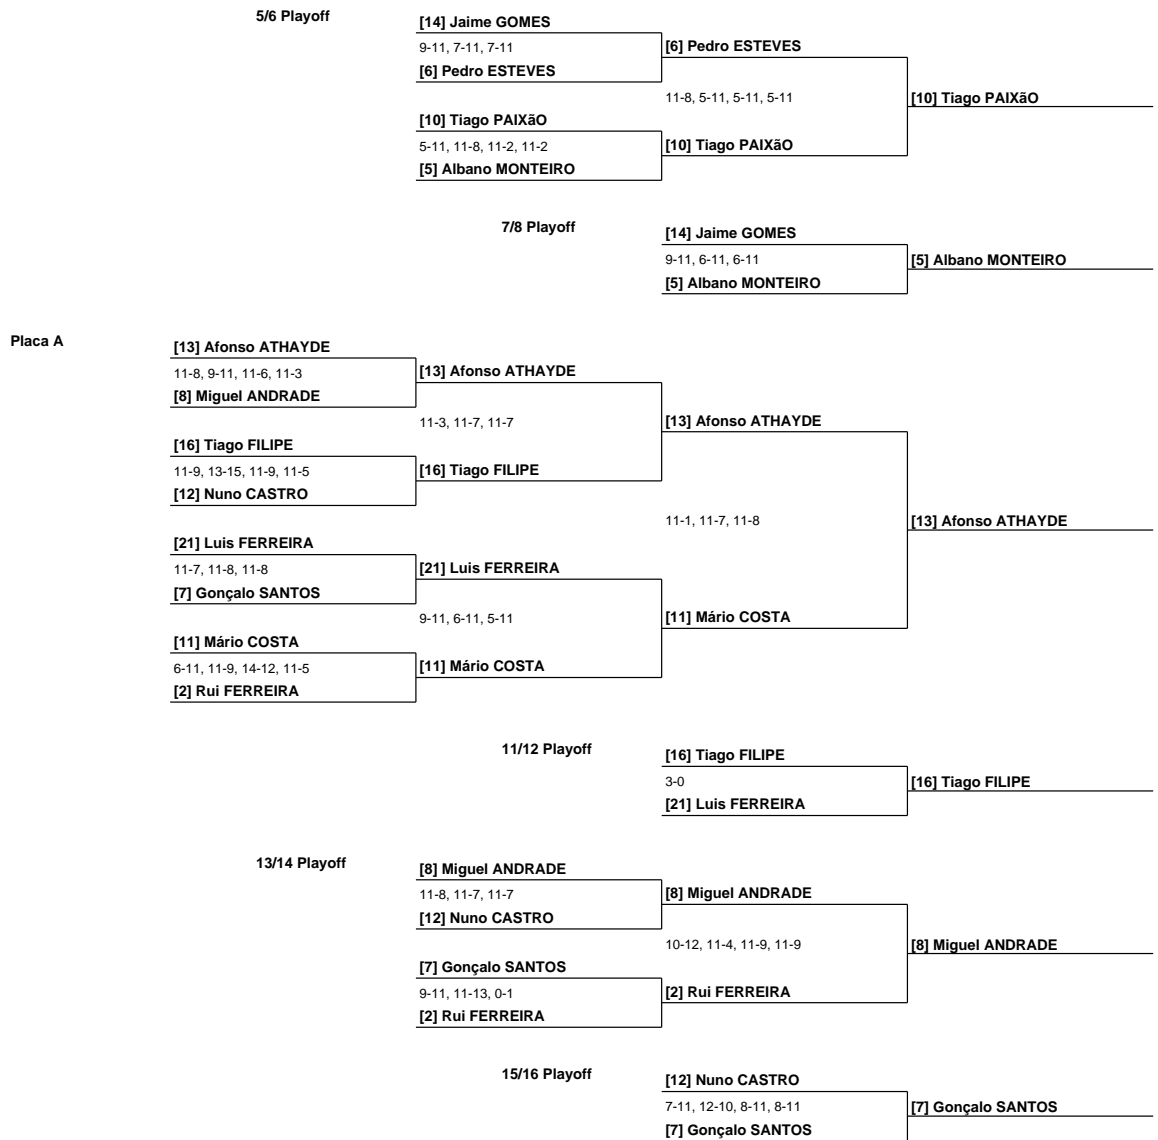 5/6 Playoff
[14] Jaime GOMES
9-11, 7-11, 7-11
[6] Pedro ESTEVES
[6] Pedro ESTEVES
11-8, 5-11, 5-11, 5-11
[10] Tiago PAIXãO
[10] Tiago PAIXãO
5-11, 11-8, 11-2, 11-2
[10] Tiago PAIXãO
[5] Albano MONTEIRO
7/8 Playoff
[14] Jaime GOMES
9-11, 6-11, 6-11
[5] Albano MONTEIRO
[5] Albano MONTEIRO
Placa A
[13] Afonso ATHAYDE
11-8, 9-11, 11-6, 11-3
[13] Afonso ATHAYDE
[8] Miguel ANDRADE
11-3, 11-7, 11-7
[13] Afonso ATHAYDE
[16] Tiago FILIPE
11-9, 13-15, 11-9, 11-5
[16] Tiago FILIPE
[12] Nuno CASTRO
11-1, 11-7, 11-8
[13] Afonso ATHAYDE
[21] Luis FERREIRA
11-7, 11-8, 11-8
[21] Luis FERREIRA
[7] Gonçalo SANTOS
9-11, 6-11, 5-11
[11] Mário COSTA
[11] Mário COSTA
6-11, 11-9, 14-12, 11-5
[11] Mário COSTA
[2] Rui FERREIRA
11/12 Playoff
[16] Tiago FILIPE
3-0
[16] Tiago FILIPE
[21] Luis FERREIRA
13/14 Playoff
[8] Miguel ANDRADE
11-8, 11-7, 11-7
[8] Miguel ANDRADE
[12] Nuno CASTRO
10-12, 11-4, 11-9, 11-9
[8] Miguel ANDRADE
[7] Gonçalo SANTOS
9-11, 11-13, 0-1
[2] Rui FERREIRA
[2] Rui FERREIRA
15/16 Playoff
[12] Nuno CASTRO
7-11, 12-10, 8-11, 8-11
[7] Gonçalo SANTOS
[7] Gonçalo SANTOS